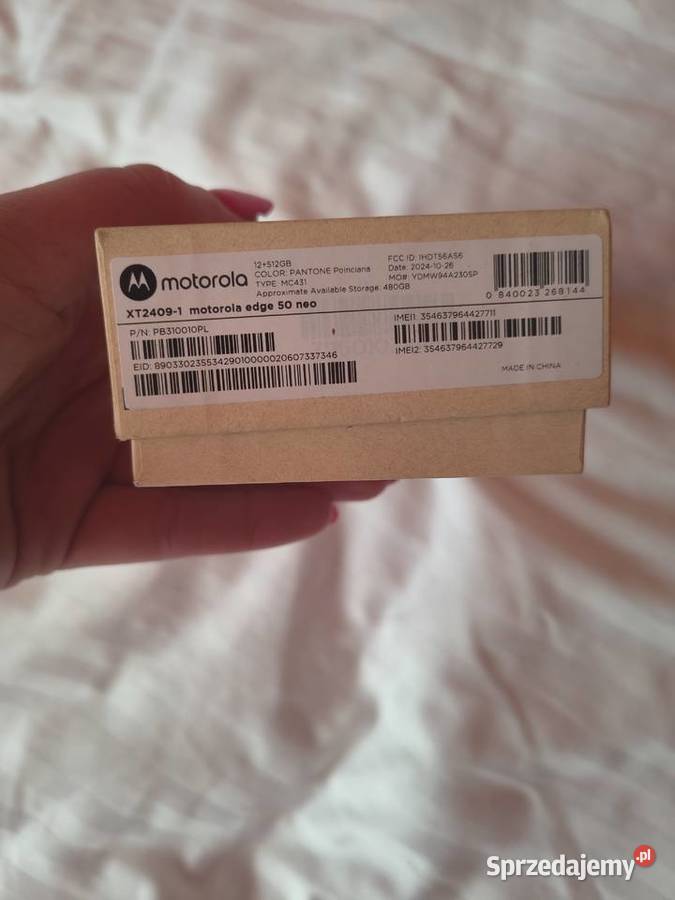 motorola
12+512GB
COLOR: PANTONE Poinciana
TYPE: MC431
Approximate Available Storage: 480GB
FCC ID: IHDT56AS6
Date: 2024-10-26
MO#: YDMW94A230SP
0 840023 268144
XT2409-1 motorola edge 50 neo
P/N: PB310010PL
EID: 89033023553429010000020607337346
IMEI1: 354637964427711
IMEI2: 354637964427729
MADE IN CHINA
Sprzedajemy.pl